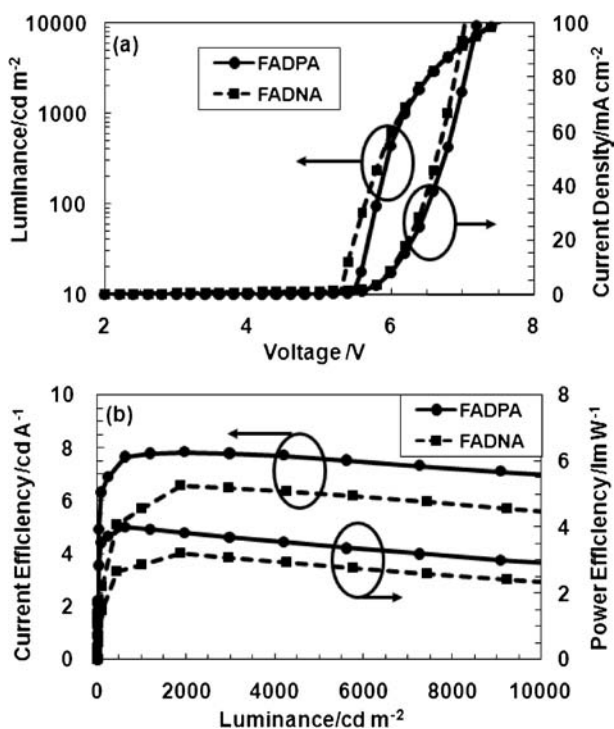 (a)
FADPA
FADNA
Luminance/cd m-2
10000
1000
100
10
Current Density/mA cm-2
100
80
60
40
20
0
2
4
6
8
Voltage /V
(b)
FADPA
FADNA
Current Efficiency/cd A-1
10
8
6
4
2
0
Power Efficiency/lm W-1
8
6
4
2
0
0
2000
4000
6000
8000
10000
Luminance/cd m-2